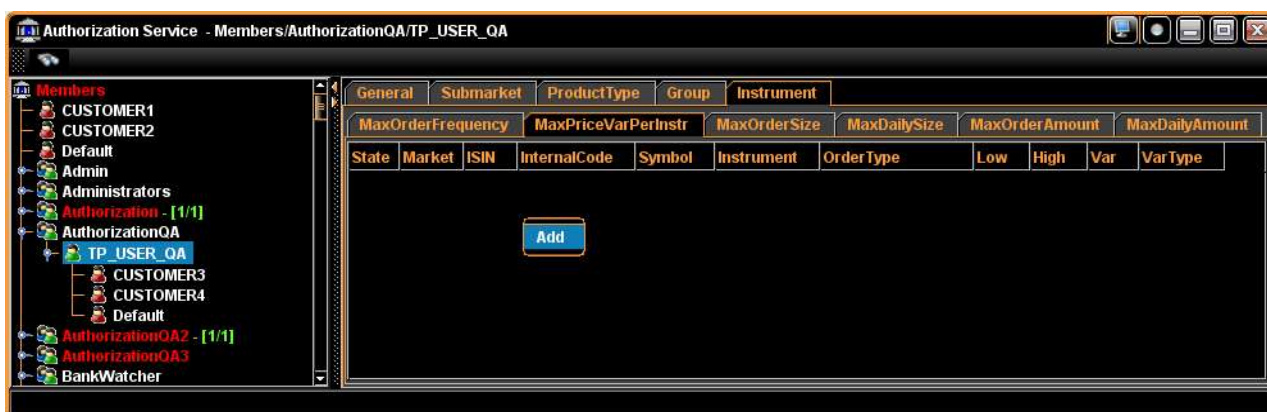 Authorization Service - Members/AuthorizationQA/TP_USER_QA
Members
CUSTOMER1
CUSTOMER2
Default
Admin
Administrators
Authorization - [1/1]
AuthorizationQA
TP_USER_QA
CUSTOMER3
CUSTOMER4
Default
AuthorizationQA2 - [1/1]
AuthorizationQA3
BankWatcher
General Submarket ProductType Group Instrument
MaxOrderFrequency MaxPriceVarPerInstr MaxOrderSize MaxDailySize MaxOrderAmount MaxDailyAmount
State Market ISIN InternalCode Symbol Instrument OrderType Low High Var VarType
Add